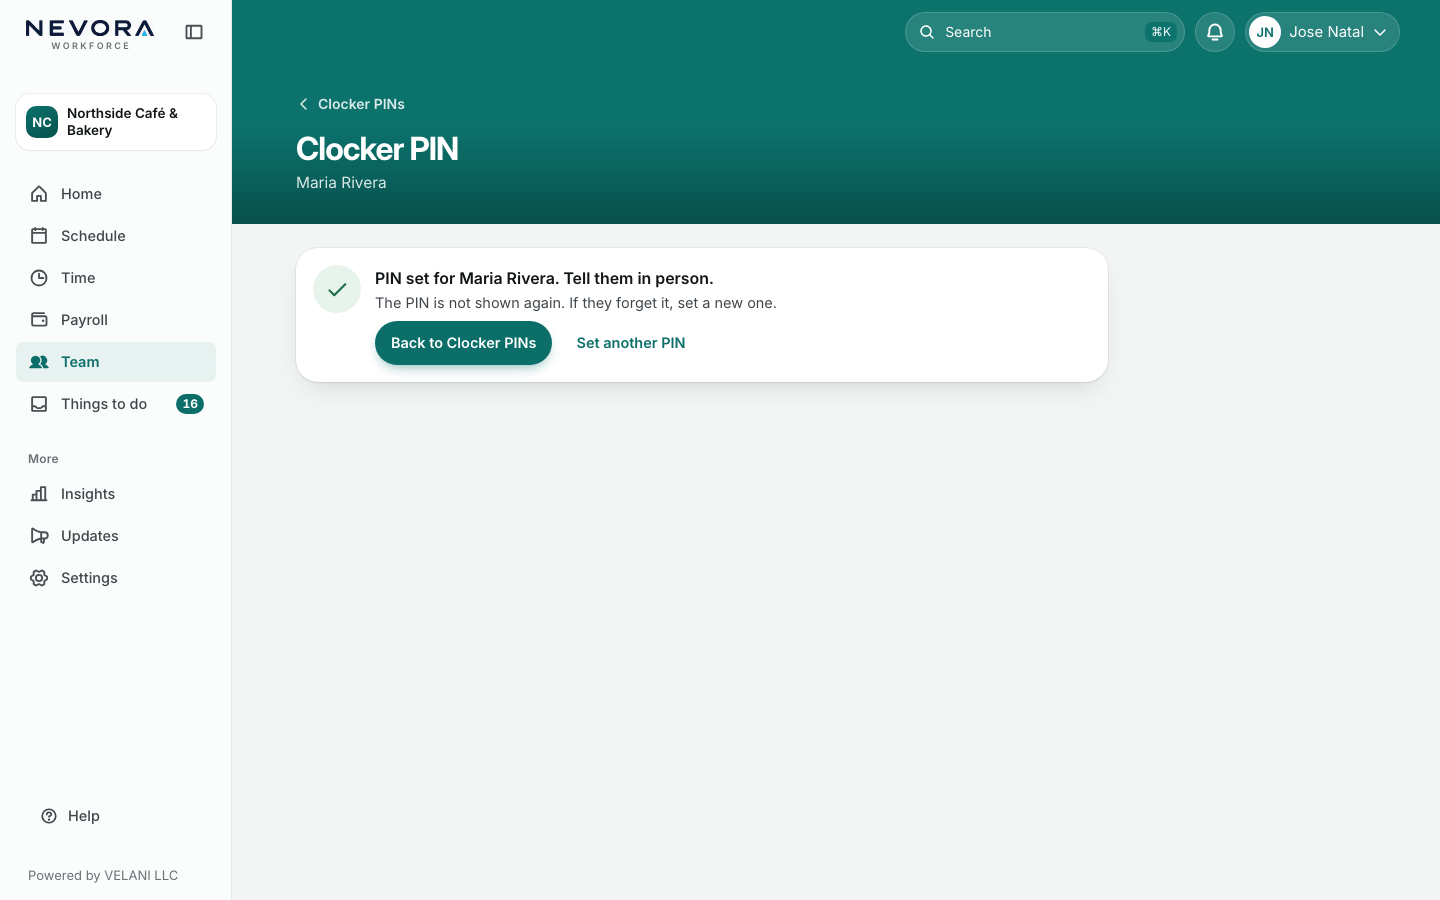 NEVORA
WORKFORCE
Search
⌘K
JN
Jose Natal
Northside Café &
Bakery
NC
Clocker PINs
Clocker PIN
Maria Rivera
Home
Schedule
Time
Payroll
Team
Things to do
16
More
Insights
Updates
Settings
PIN set for Maria Rivera. Tell them in person.
The PIN is not shown again. If they forget it, set a new one.
Back to Clocker PINs
Set another PIN
Help
Powered by VELANI LLC